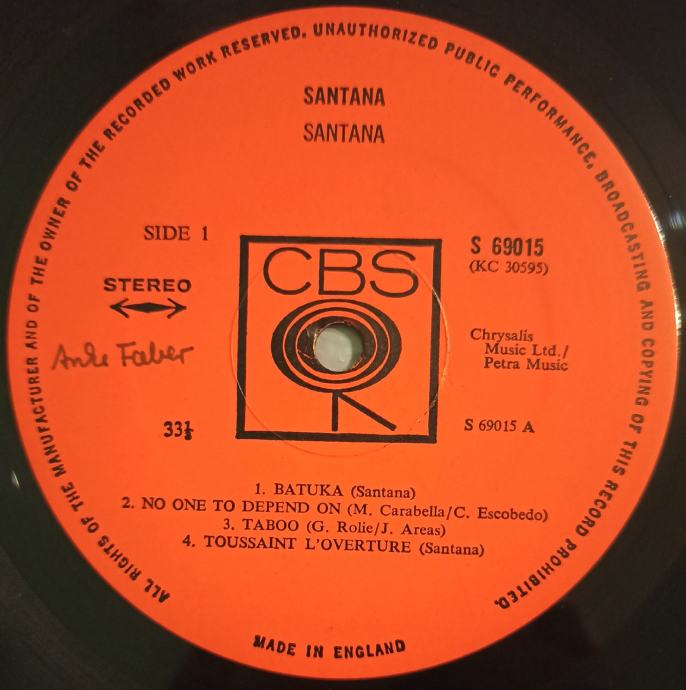 ALL RIGHTS OF THE MANUFACTURER AND OF THE OWNER OF THE RECORDED WORK RESERVED. UNAUTHORIZED PUBLIC PERFORMANCE, BROADCASTING AND COPYING OF THIS RECORD PROHIBITED.
SANTANA
SANTANA
SIDE 1
STEREO
Anke Faber
33⅓
CBS
S 69015
(KC 30595)
Chrysalis
Music Ltd./
Petra Music
S 69015 A
1. BATUKA (Santana)
2. NO ONE TO DEPEND ON (M. Carabella/C. Escobedo)
3. TABOO (G. Rolie/J. Areas)
4. TOUSSAINT L'OVERTURE (Santana)
MADE IN ENGLAND